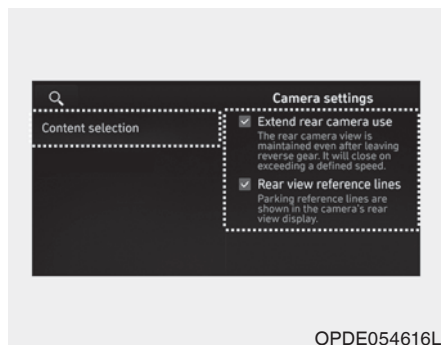 Camera settings
Content selection
Extend rear camera use
The rear camera view is
maintained even after leaving
reverse gear. It will close on
exceeding a defined speed.
Rear view reference lines
Parking reference lines are
shown in the camera's rear
view display.
OPDE054616L